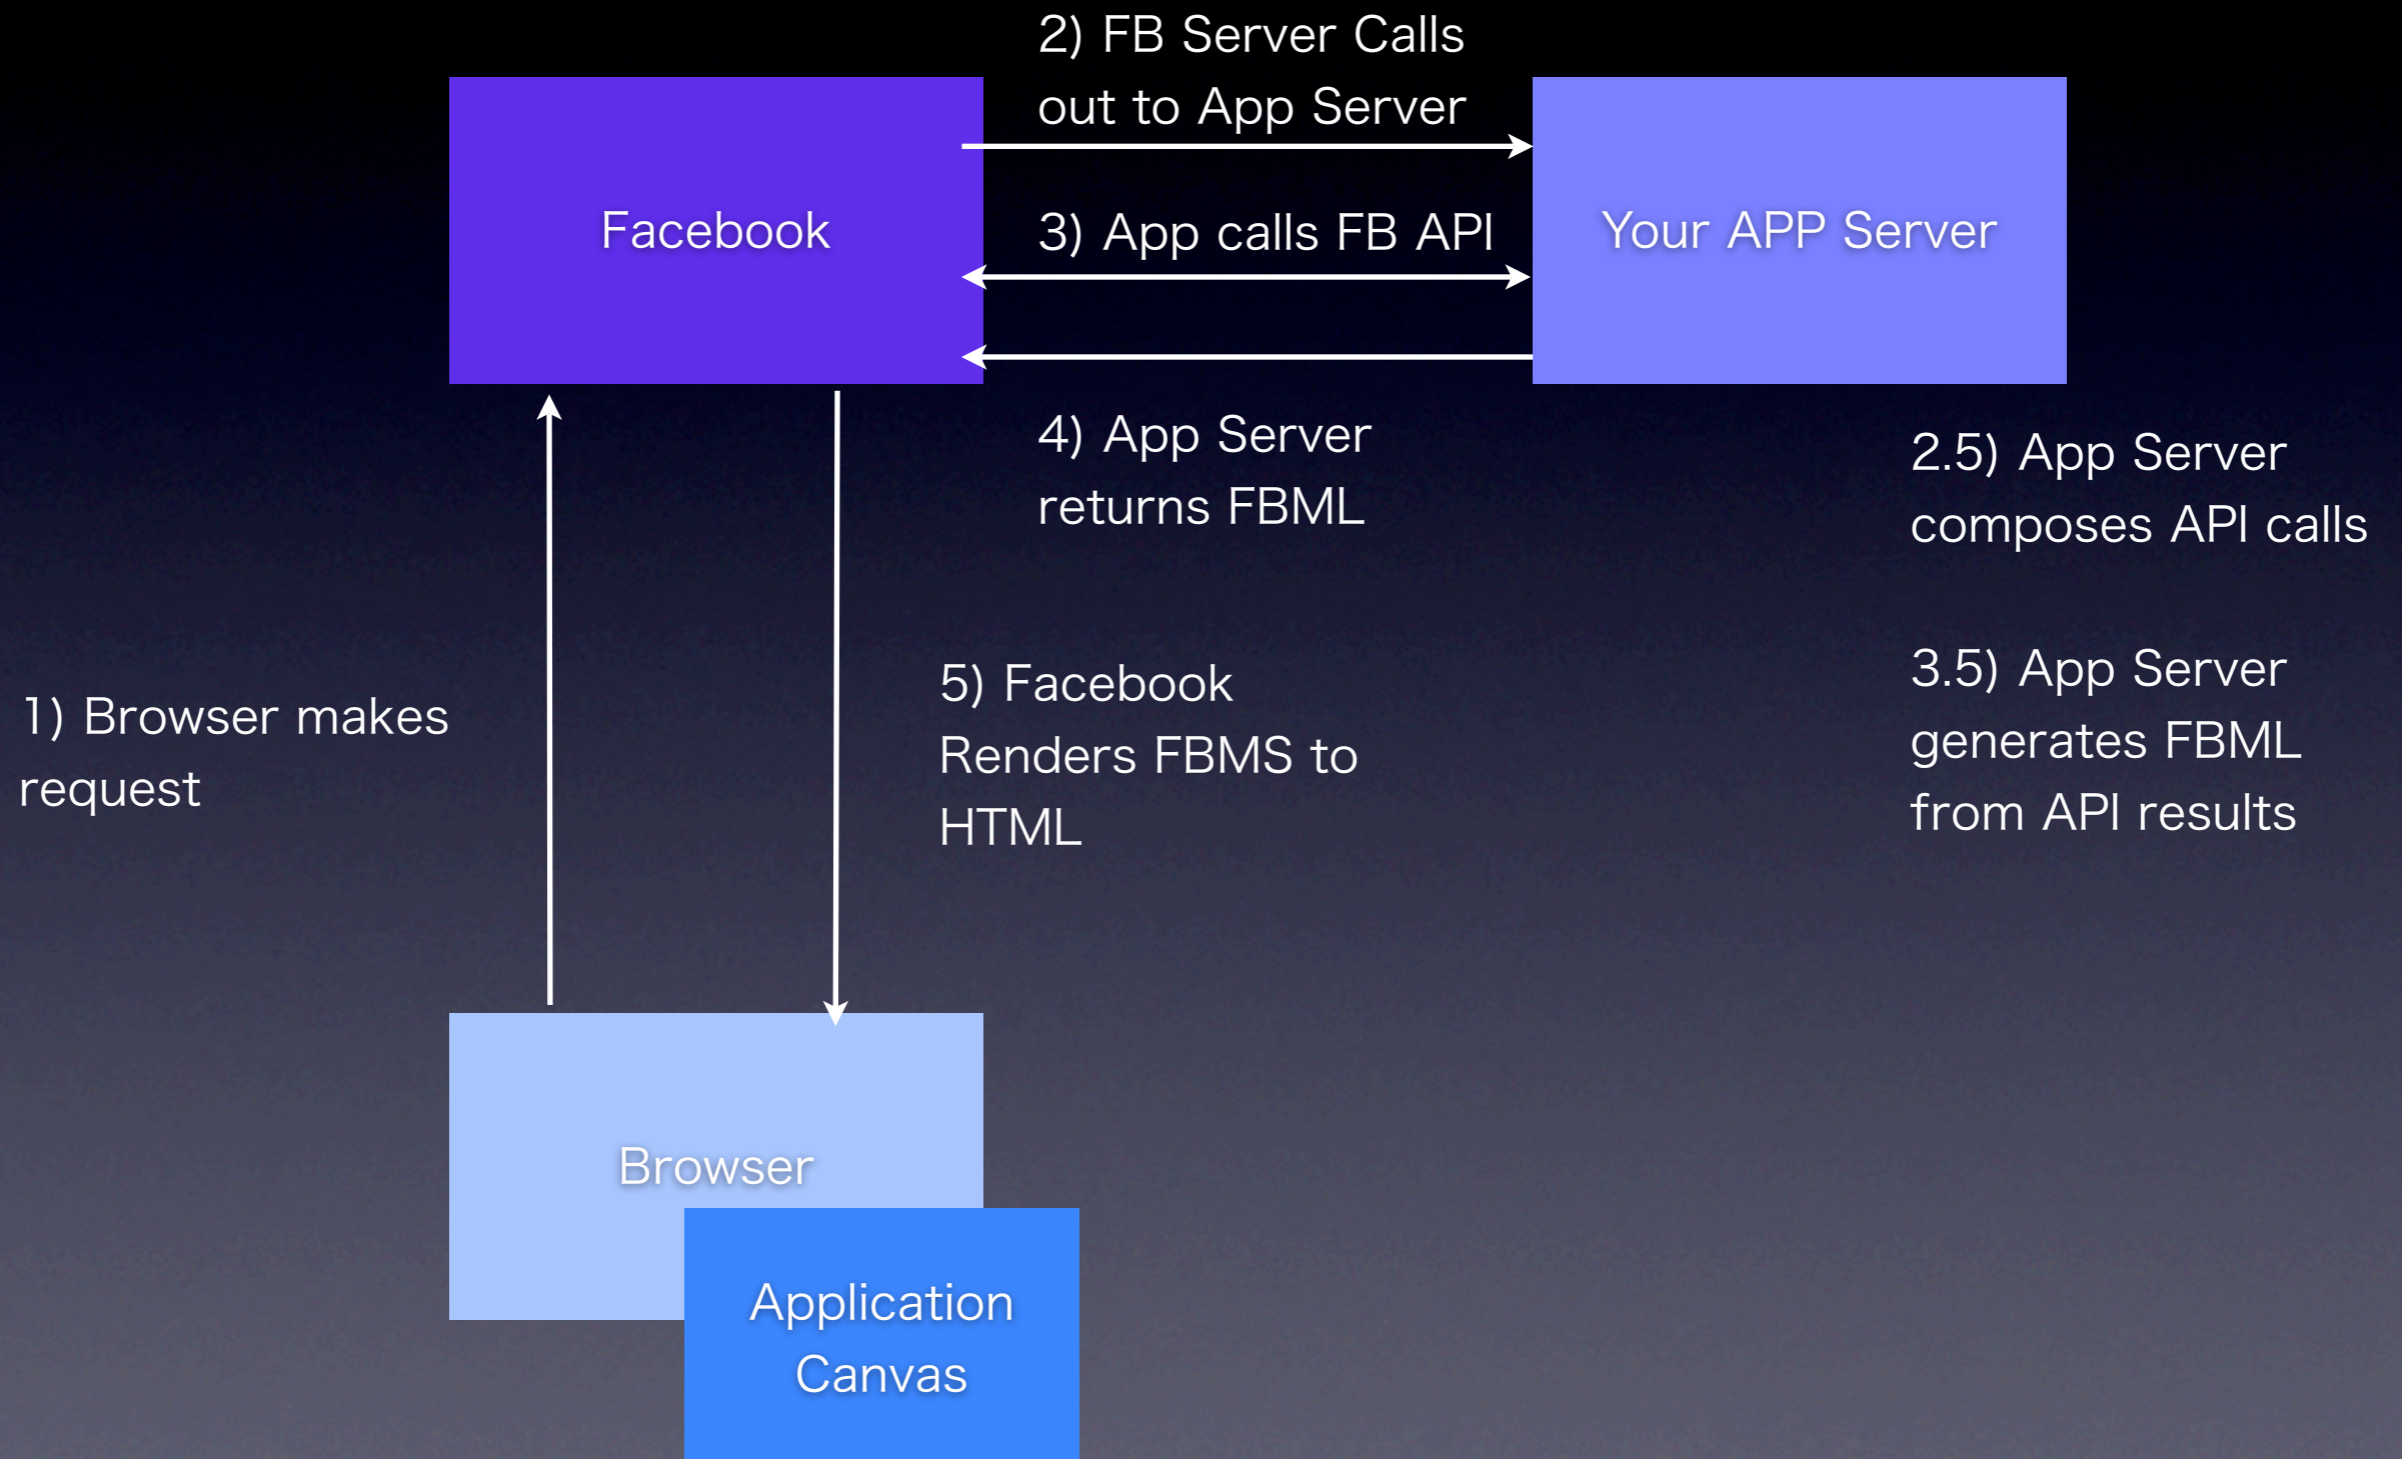 2) FB Server Calls
out to App Server
Facebook
3) App calls FB API
Your APP Server
4) App Server
returns FBML
2.5) App Server
composes API calls
3.5) App Server
generates FBML
from API results
1) Browser makes
request
5) Facebook
Renders FBMS to
HTML
Browser
Application
Canvas